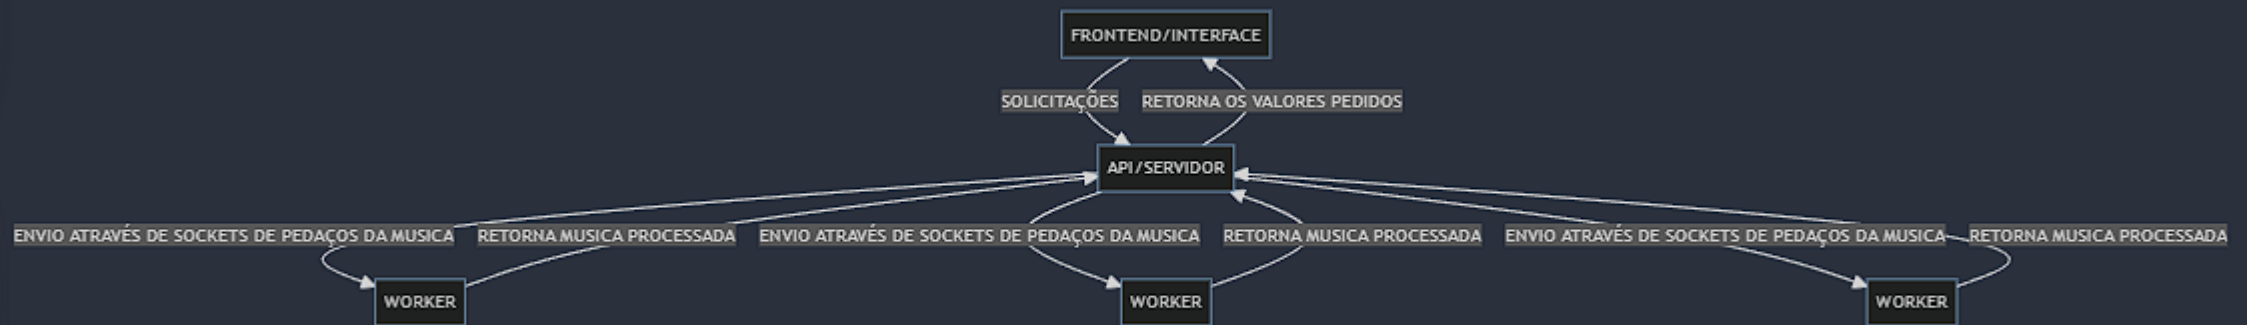 FRONTEND/INTERFACE
SOLICITAÇÕES
RETORNA OS VALORES PEDIDOS
API/SERVIDOR
ENVIO ATRAVÉS DE SOCKETS DE PEDAÇOS DA MUSICA
RETORNA MUSICA PROCESSADA
ENVIO ATRAVÉS DE SOCKETS DE PEDAÇOS DA MUSICA
RETORNA MUSICA PROCESSADA
ENVIO ATRAVÉS DE SOCKETS DE PEDAÇOS DA MUSICA
RETORNA MUSICA PROCESSADA
WORKER
WORKER
WORKER